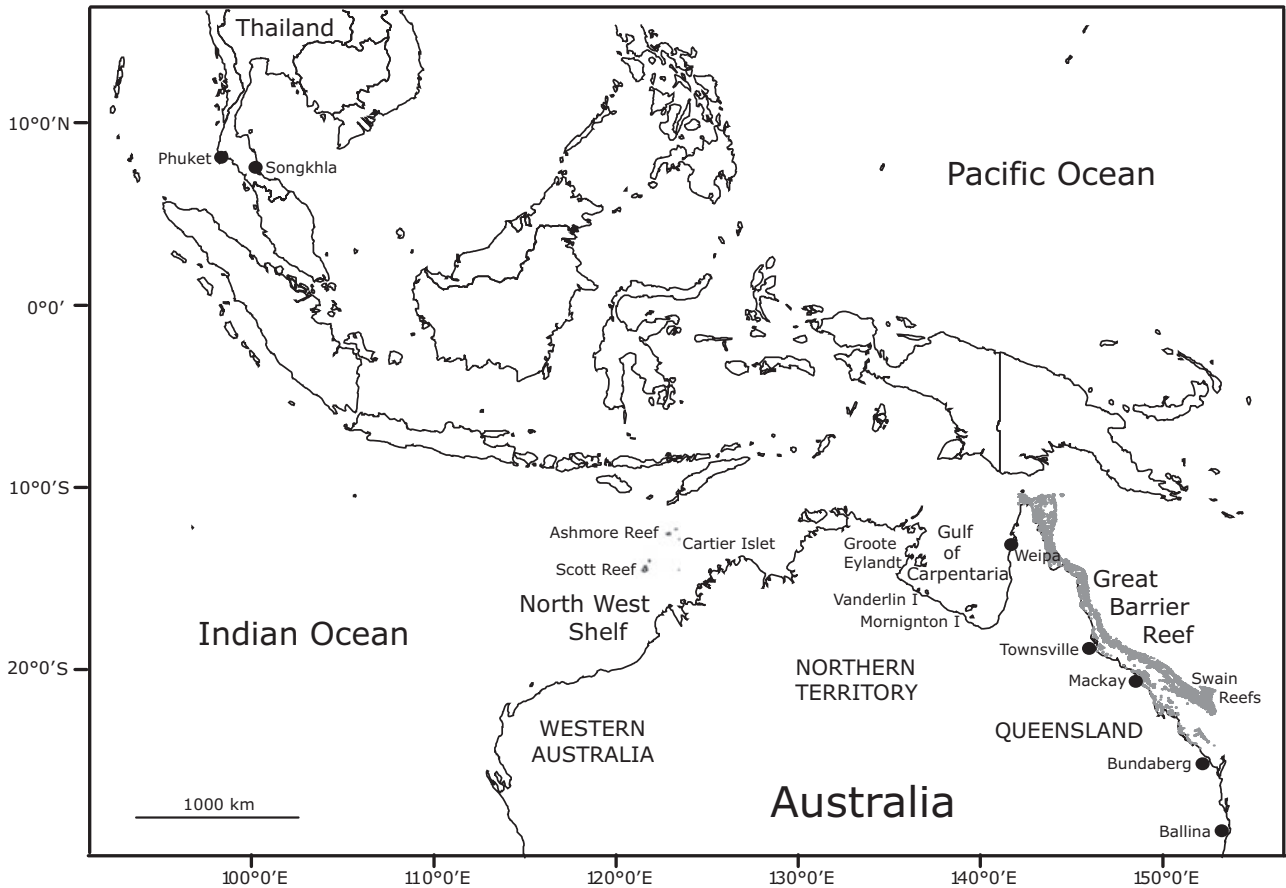 Thailand
10°0′N
Phuket
Songkhla
Pacific Ocean
0°0′
10°0′S
Ashmore Reef
Cartier Islet
Scott Reef
North West
Shelf
Indian Ocean
Groote
Eylandt
Gulf
of
Carpentaria
Weipa
Vanderlin I
Mornignton I
Great
Barrier
Reef
20°0′S
Townsville
Mackay
Swain
Reefs
NORTHERN
TERRITORY
QUEENSLAND
WESTERN
AUSTRALIA
Bundaberg
Australia
1000 km
Ballina
100°0′E
110°0′E
120°0′E
130°0′E
140°0′E
150°0′E